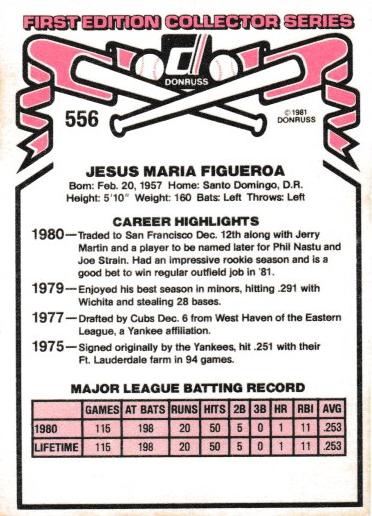 FIRST EDITION COLLECTOR SERIES
d
DONRUSS
556
©1981
DONRUSS
JESUS MARIA FIGUEROA
Born: Feb. 20, 1957 Home: Santo Domingo, D.R.
Height: 5'10" Weight: 160 Bats: Left Throws: Left
CAREER HIGHLIGHTS
1980—Traded to San Francisco Dec. 12th along with Jerry
Martin and a player to be named later for Phil Nastu and
Joe Strain. Had an impressive rookie season and is a
good bet to win regular outfield job in '81.
1979—Enjoyed his best season in minors, hitting .291 with
Wichita and stealing 28 bases.
1977—Drafted by Cubs Dec. 6 from West Haven of the Eastern
League, a Yankee affiliation.
1975—Signed originally by the Yankees, hit .251 with their
Ft. Lauderdale farm in 94 games.
MAJOR LEAGUE BATTING RECORD
GAMES AT BATS RUNS HITS 2B 3B HR RBI AVG
1980 115 198 20 50 5 0 1 11 .253
LIFETIME 115 198 20 50 5 0 1 11 .253